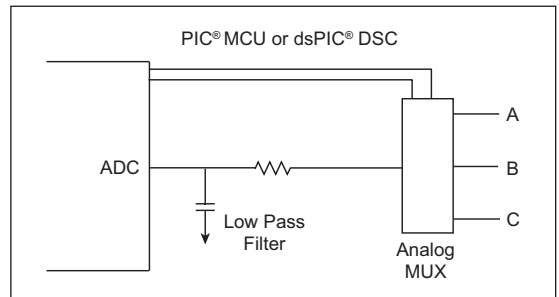 PIC® MCU or dsPIC® DSC
A
ADC
B
C
Low Pass
Filter
Analog
MUX